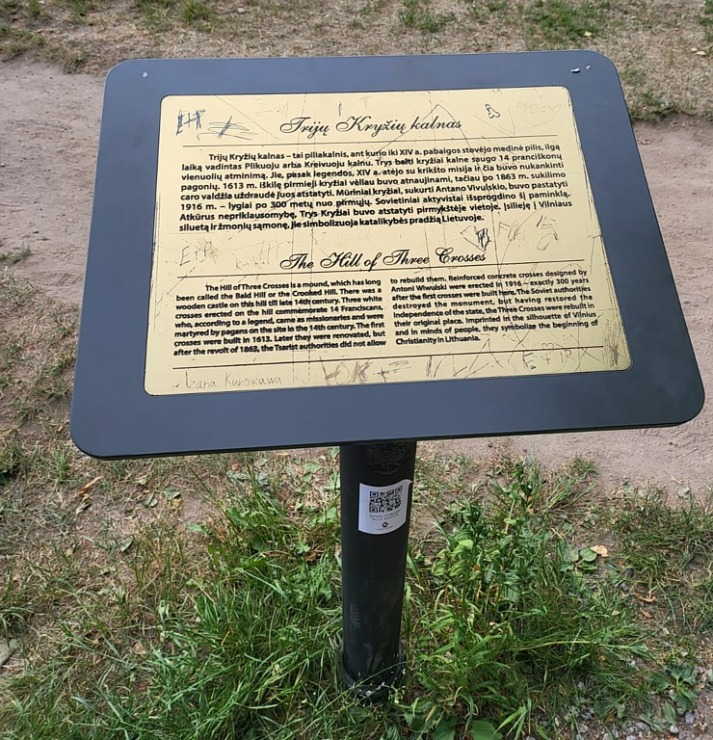 Trijų Kryžių kalnas
Trijų Kryžių kalnas – tai piliakalnis, ant kurio iki XIV a. pabaigos stovėjo medinė pilis, ilgą
laiką vadintas Plikuoju arba Kreivuoju kalnu. Trys balti kryžiai kalne saugo 14 pranciškonų
vienuolių atminimą. Jie, pasak legendos, XIV a. atėjo su krikšto misija ir čia buvo nukankinti
pagonių. 1613 m. iškilę pirmieji kryžiai vėliau buvo atnaujinami, tačiau po 1863 m. sukilimo
caro valdžia uždraudė juos atstatyti. Mūriniai kryžiai, sukurti Antano Vivulskio, buvo pastatyti
1916 m. – lygiai po 300 metų nuo pirmųjų. Sovietiniai aktyvistai išsprogdino šį paminklą.
Atkūrus nepriklausomybę, Trys Kryžiai buvo atstatyti pirmykštėje vietoje. Įsilieję į Vilniaus
siluetą ir žmonių sąmonę, jie simbolizuoja katalikybės pradžią Lietuvoje.
The Hill of Three Crosses
The Hill of Three Crosses is a mound, which has long
been called the Bald Hill or the Crooked Hill. There was a
wooden castle on this hill till late 14th century. Three white
crosses erected on the hill commemorate 14 Franciscans,
who, according to a legend, came as missionaries and were
martyred by pagans on the site in the 14th century. The first
crosses were built in 1613. Later they were renovated, but
after the revolt of 1863, the Tsarist authorities did not allow
to rebuild them. Reinforced concrete crosses designed by
Antoni Wiwulski were erected in 1916 – exactly 300 years
after the first crosses were built here. The Soviet authorities
destroyed the monument, but having restored the
independence of the state, the Three Crosses were rebuilt in
their original place. Imprinted in the silhouette of Vilnius
and in minds of people, they symbolize the beginning of
Christianity in Lithuania.
Izana Kurokawa